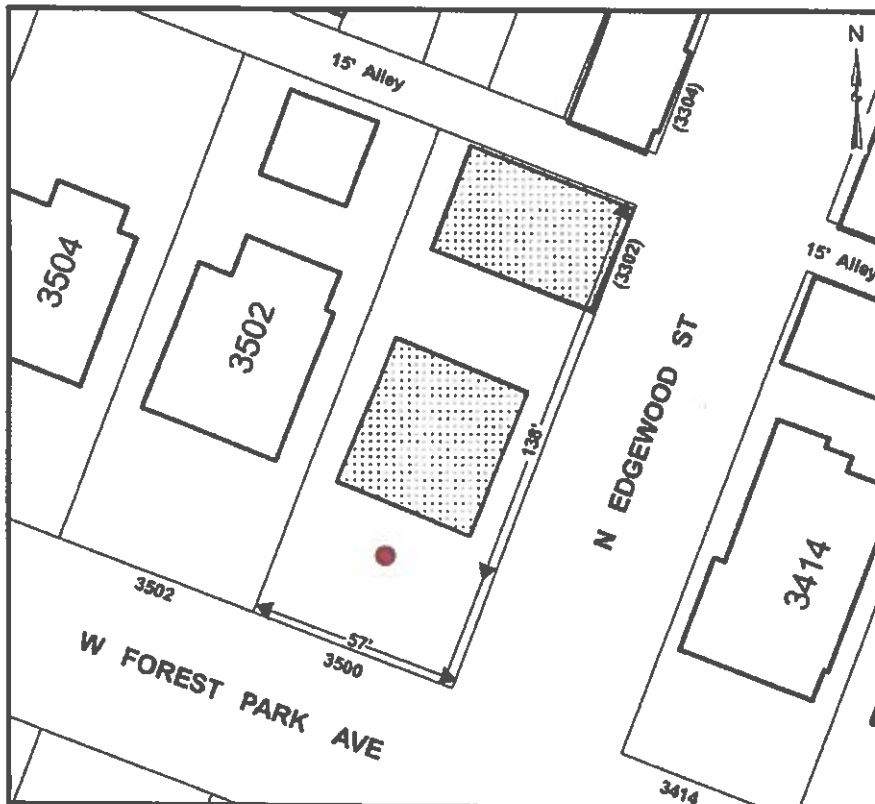 N
15' Alley
(3304)
3504
3502
(3302)
15' Alley
N EDGEWOOD ST
138'
3414
3502
57'
3500
W FOREST PARK AVE
3414